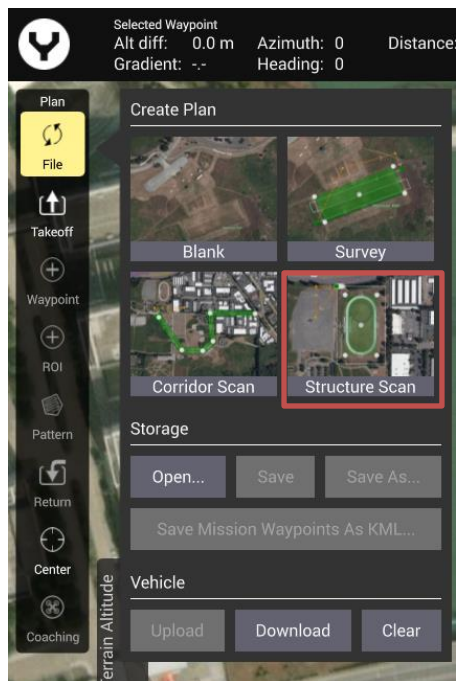 Selected Waypoint
Alt diff: 0.0 m Azimuth: 0 Distance:
Gradient: -.- Heading: 0
Plan
File
Takeoff
Waypoint
ROI
Pattern
Return
Center
Coaching
Create Plan
Blank
Survey
Corridor Scan
Structure Scan
Storage
Open...
Save
Save As...
Save Mission Waypoints As KML...
Vehicle
Upload
Download
Clear
Terrain Altitude